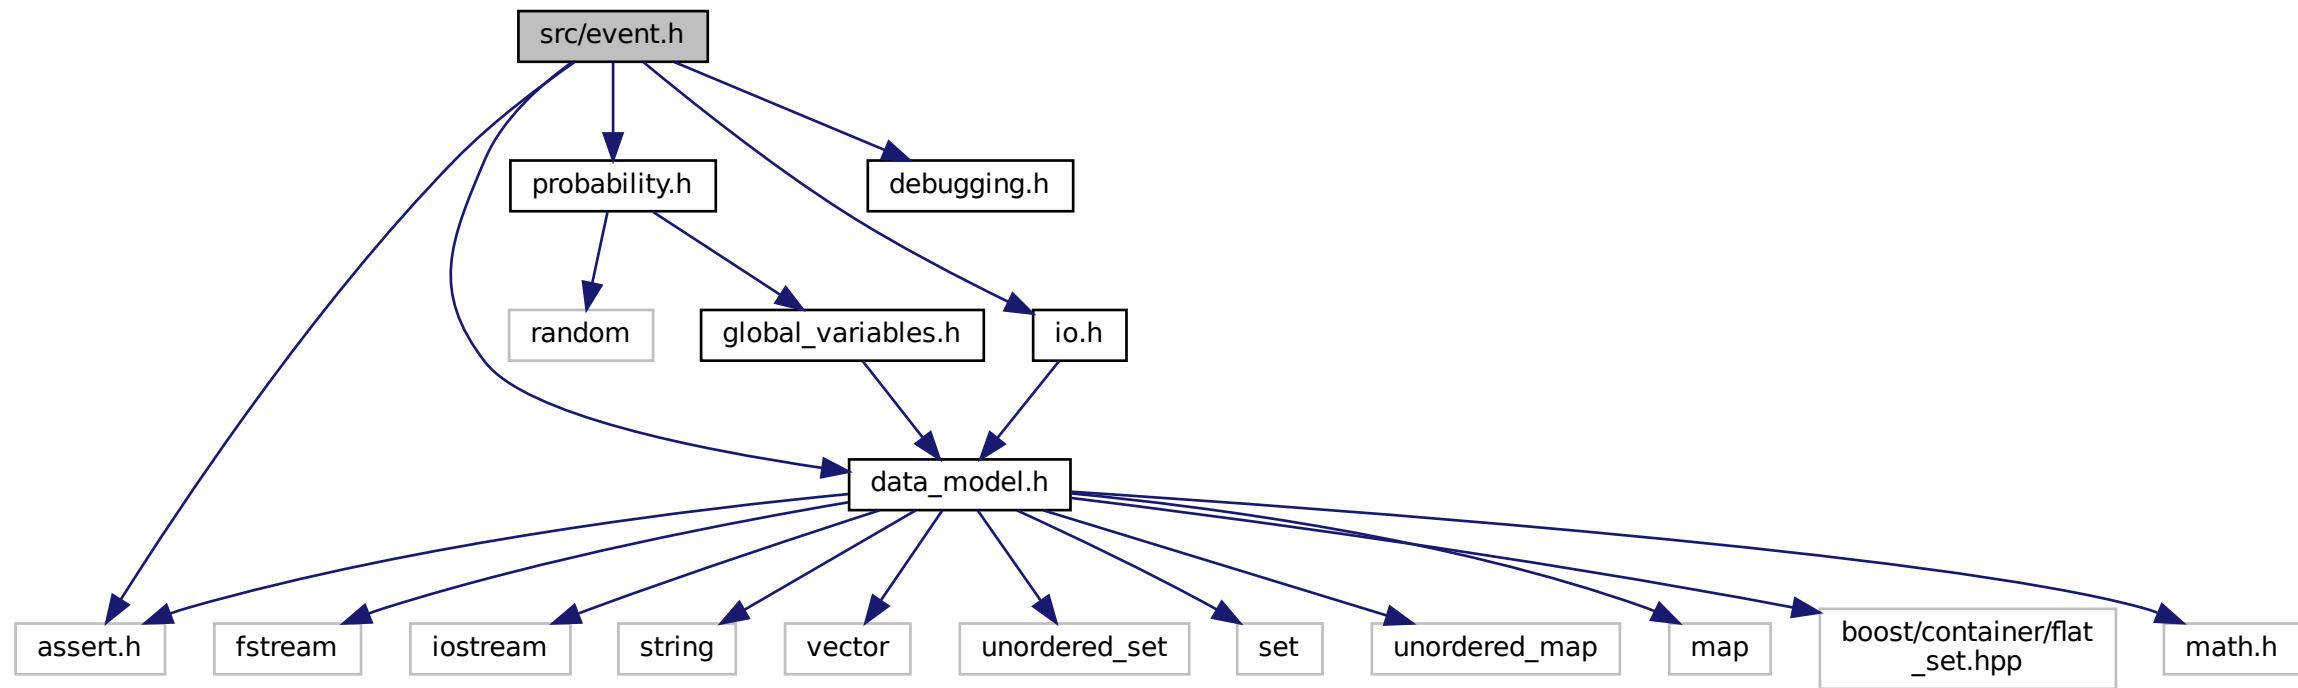 src/event.h
probability.h
debugging.h
random
global_variables.h
io.h
data_model.h
assert.h
fstream
iostream
string
vector
unordered_set
set
unordered_map
map
boost/container/flat
_set.hpp
math.h